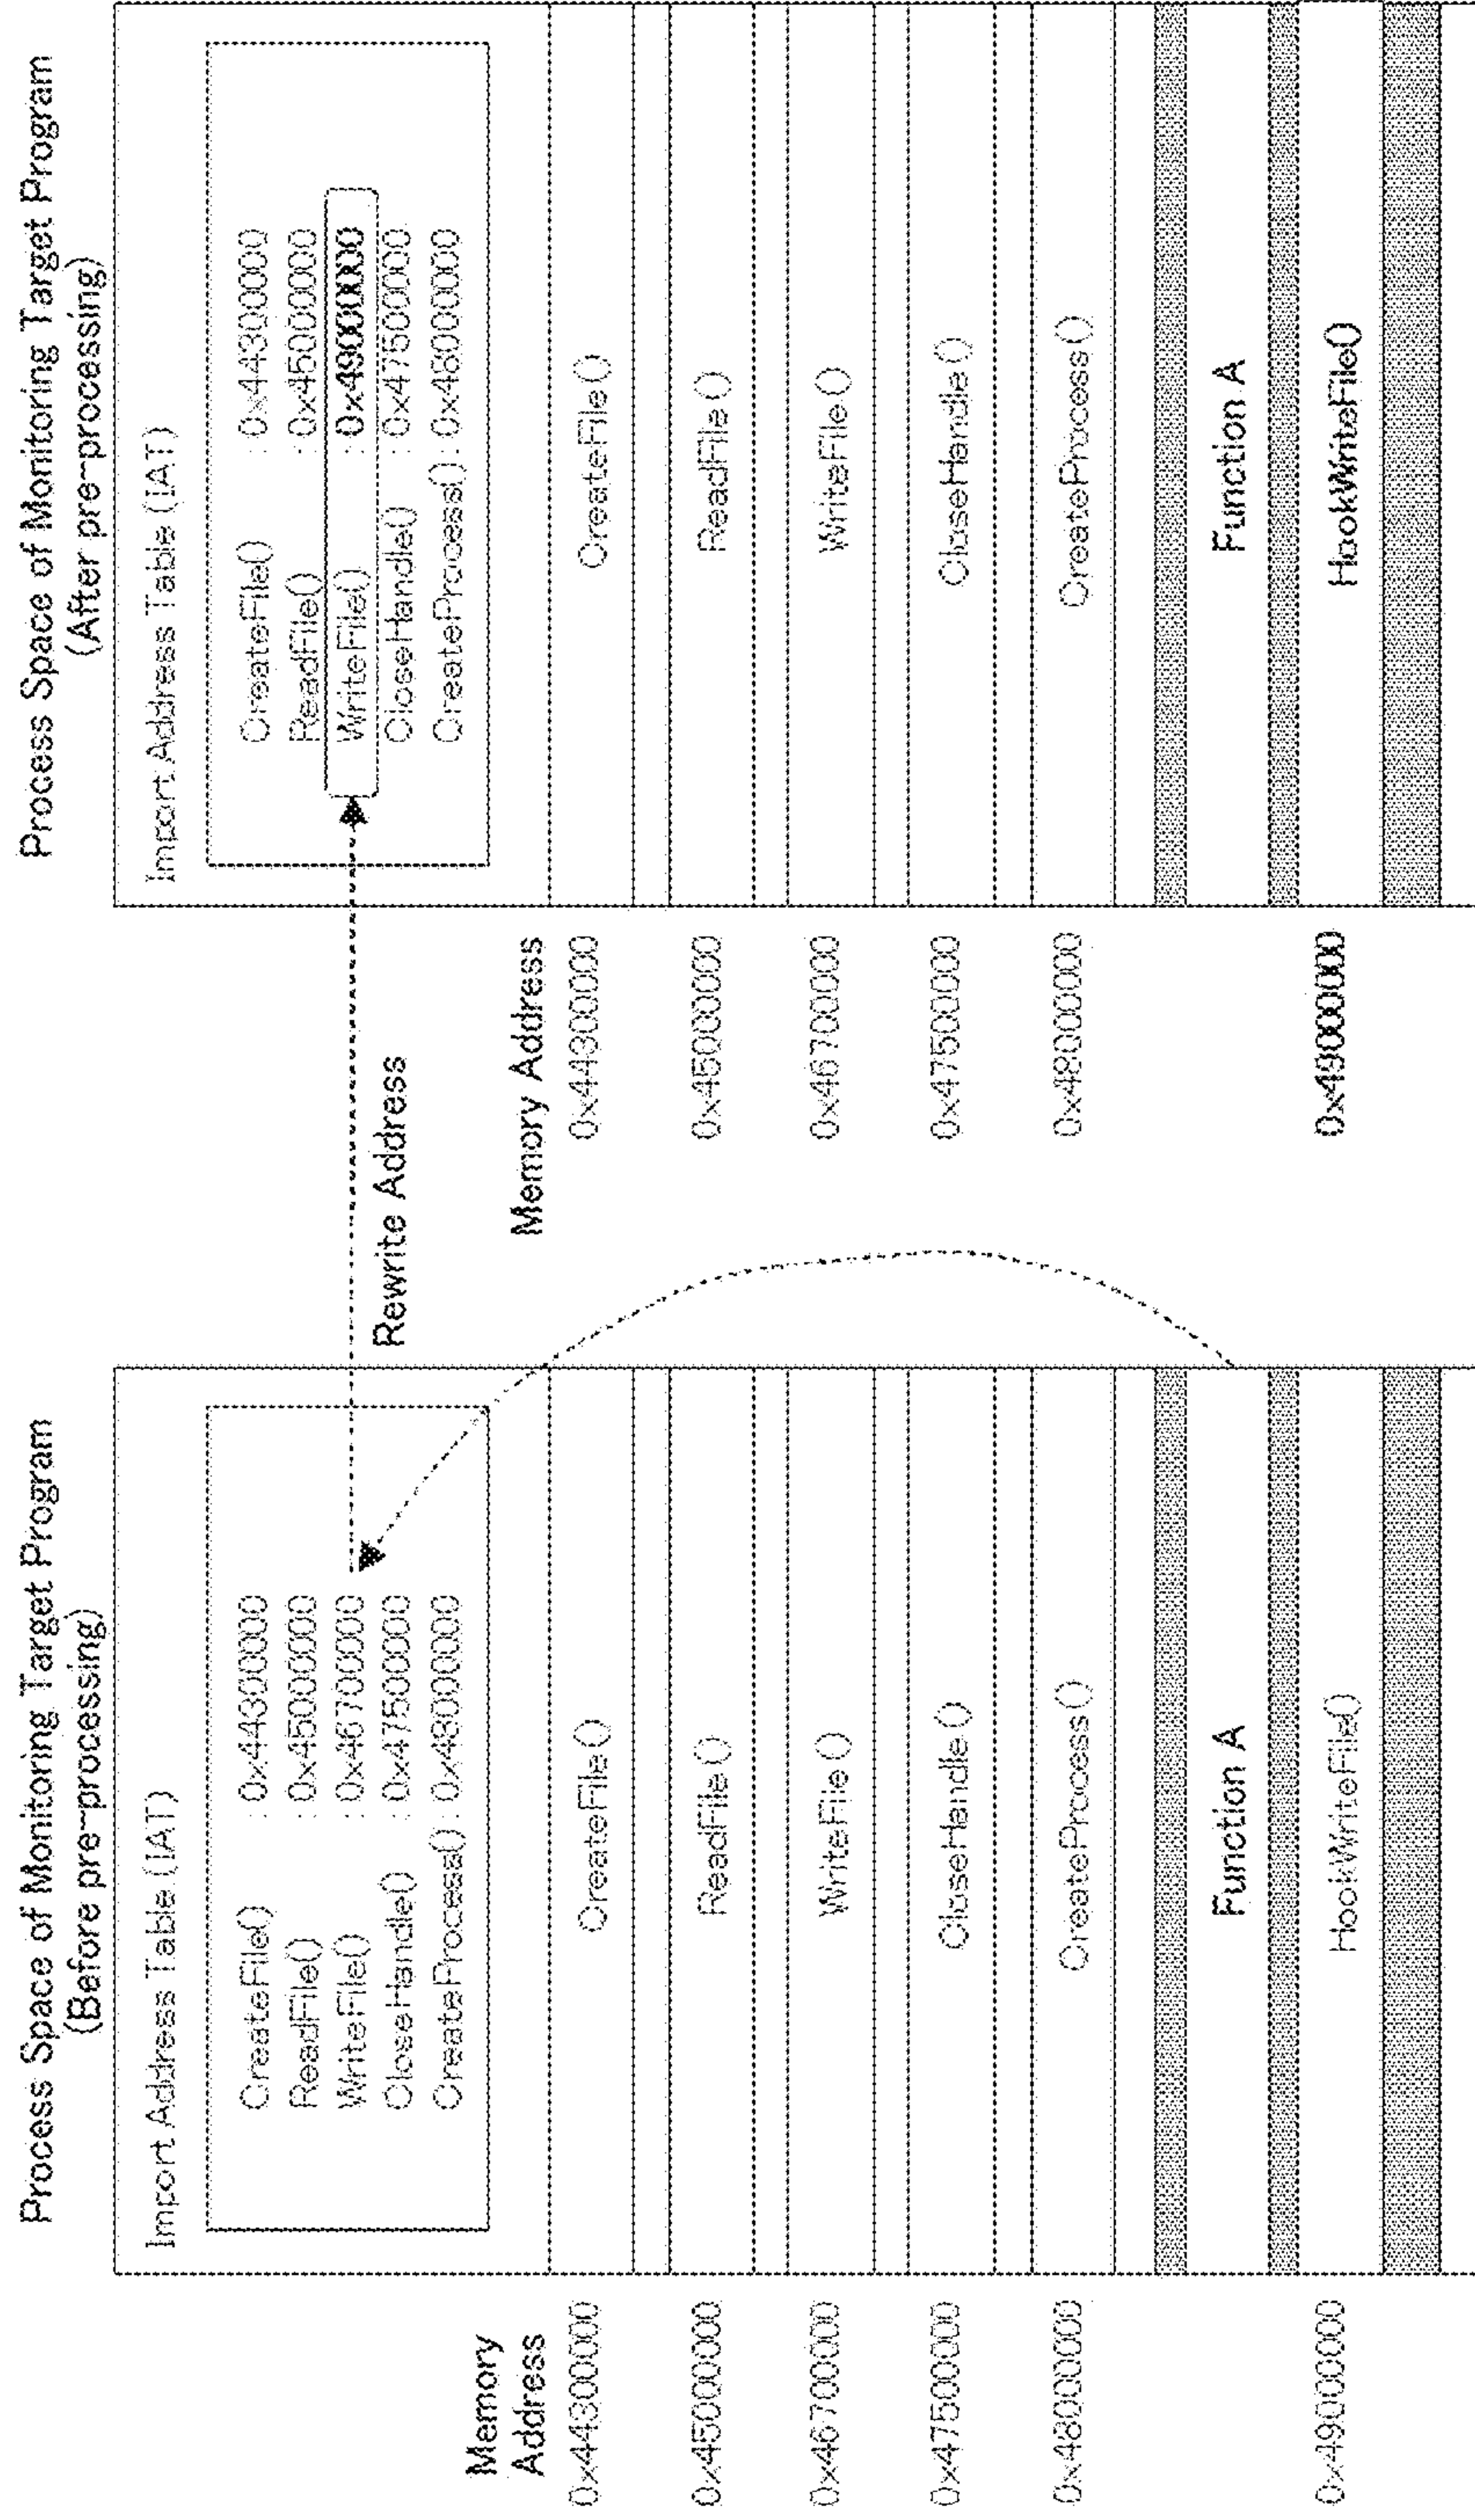 Process Space of Monitoring Target Program
(Before pre-processing)
Import Address Table (IAT)
CreateFile() : 0x44300000
ReadFile() : 0x45000000
WriteFile() : 0x46700000
CloseHandle() : 0x47500000
CreateProcess() : 0x48000000
Memory
Address
0x44300000 CreateFile()
0x45000000 ReadFile()
0x46700000 WriteFile()
0x47500000 CloseHandle()
0x48000000 CreateProcess()
Function A
0x49000000 HookWriteFile()
Rewrite Address
Process Space of Monitoring Target Program
(After pre-processing)
Import Address Table (IAT)
CreateFile() : 0x44300000
ReadFile() : 0x45000000
WriteFile() : 0x49000000
CloseHandle() : 0x47500000
CreateProcess() : 0x48000000
Memory Address
0x44300000 CreateFile()
0x45000000 ReadFile()
0x46700000 WriteFile()
0x47500000 CloseHandle()
0x48000000 CreateProcess()
Function A
0x49000000 HookWriteFile()